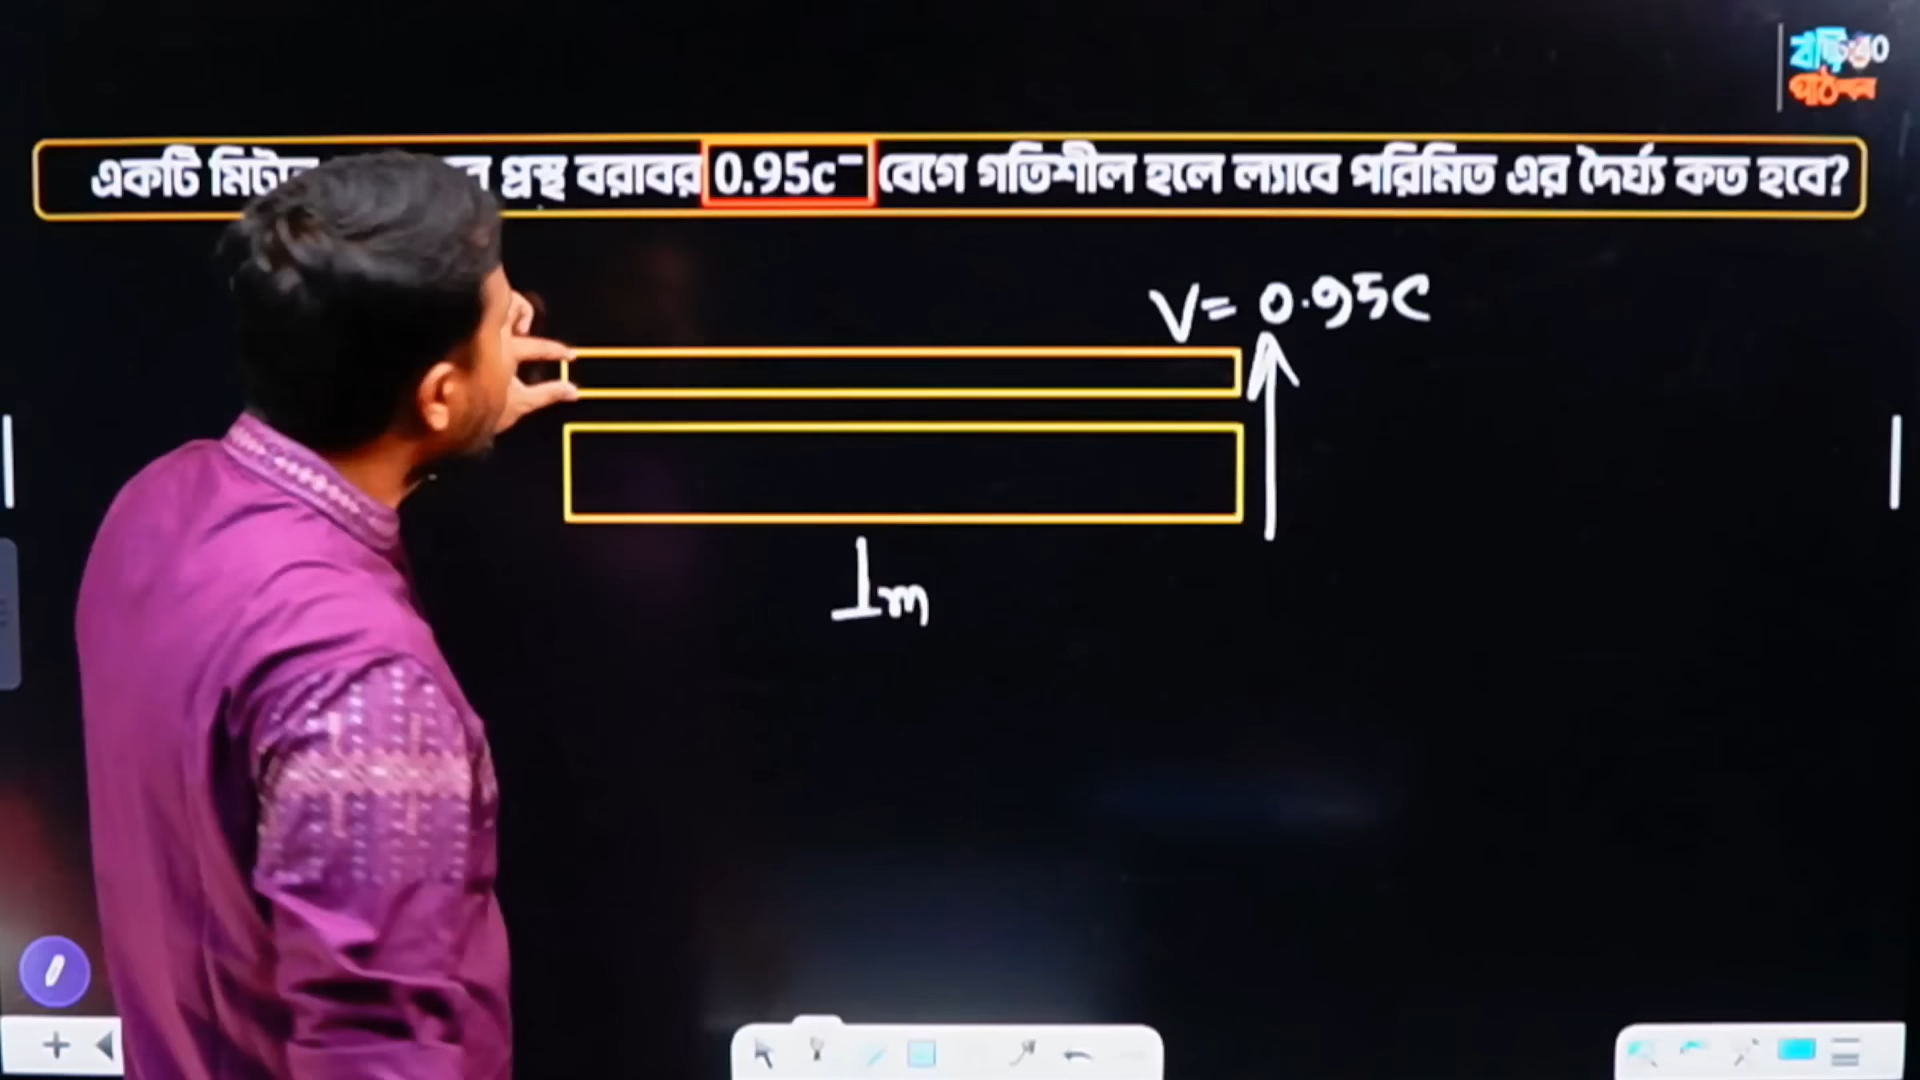 একটি প্রস্থ বরাবর 0.95c⁻ বেগে গতিশীল হলে ল্যাবে পরিমিত এর দৈর্ঘ্য কত হবে?
V = 0.95C
1m